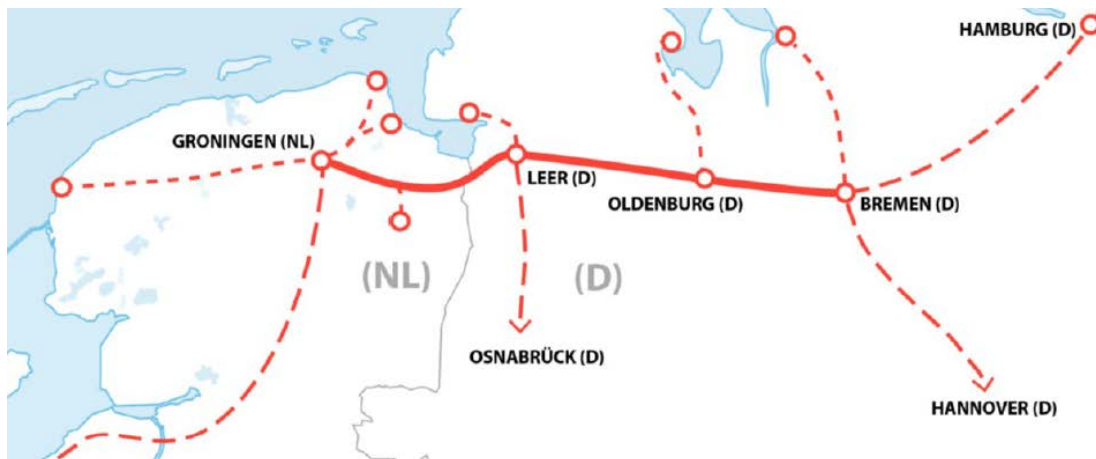 HAMBURG (D)
GRONINGEN (NL)
LEER (D)
OLDENBURG (D)
BREMEN (D)
(NL)
(D)
OSNABRÜCK (D)
HANNOVER (D)